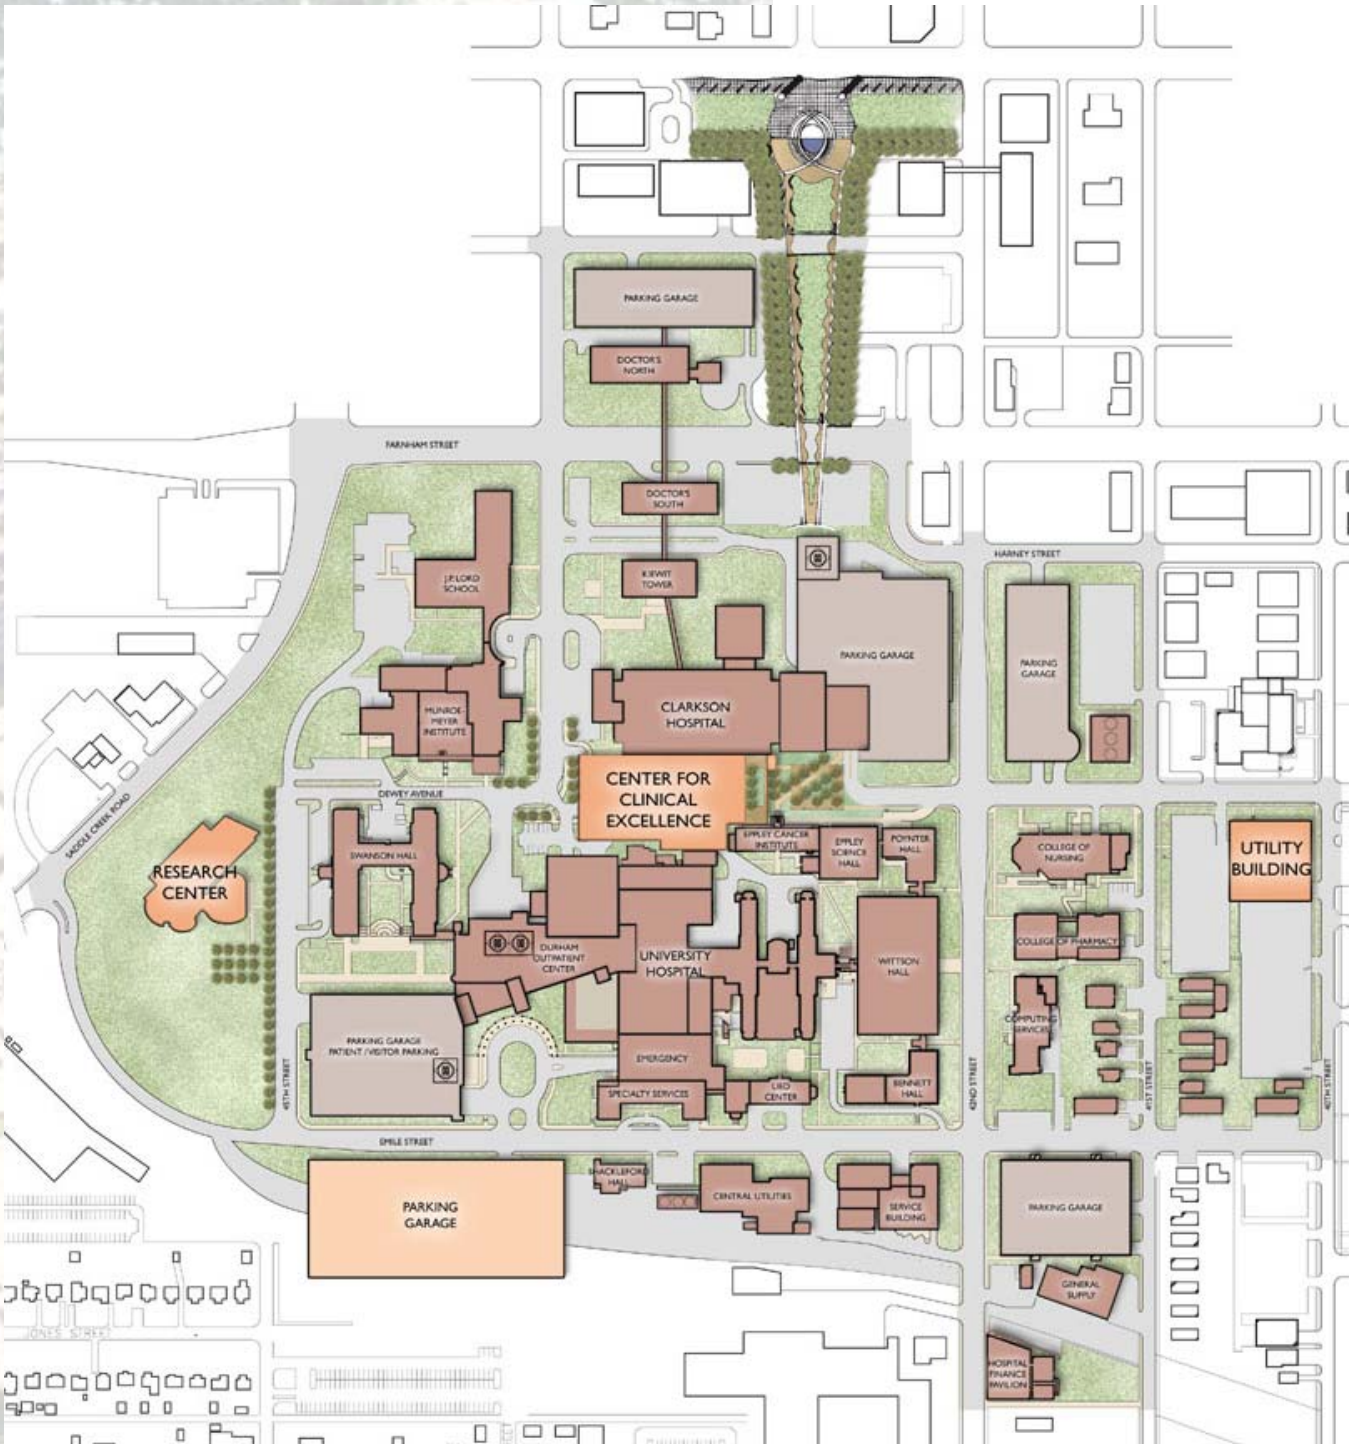 PARKING GARAGE
DOCTOR'S
NORTH
FARNHAM STREET
DOCTOR'S
SOUTH
HARNEY STREET
J.P. LORD
SCHOOL
KIEWIT
TOWER
PARKING GARAGE
PARKING
GARAGE
MUNROE-
MEYER
INSTITUTE
CLARKSON
HOSPITAL
CENTER FOR
CLINICAL
EXCELLENCE
DEWEY AVENUE
SADDLE CREEK ROAD
SWANSON HALL
EPPLEY CANCER
INSTITUTE
EPPLEY
SCIENCE
HALL
POYNTER
HALL
COLLEGE OF
NURSING
UTILITY
BUILDING
RESEARCH
CENTER
DURHAM
OUTPATIENT
CENTER
UNIVERSITY
HOSPITAL
WITTSON
HALL
COLLEGE OF PHARMACY
COMPUTING
SERVICES
PARKING GARAGE
PATIENT /VISITOR PARKING
EMERGENCY
SPECIALTY SERVICES
LIED
CENTER
BENNETT
HALL
45TH STREET
42ND STREET
41ST STREET
40TH STREET
EMILE STREET
SHACKLEFORD
HALL
CENTRAL UTILITIES
SERVICE
BUILDING
PARKING GARAGE
PARKING
GARAGE
GENERAL
SUPPLY
JONES STREET
HOSPITAL
FINANCE
PAVILION